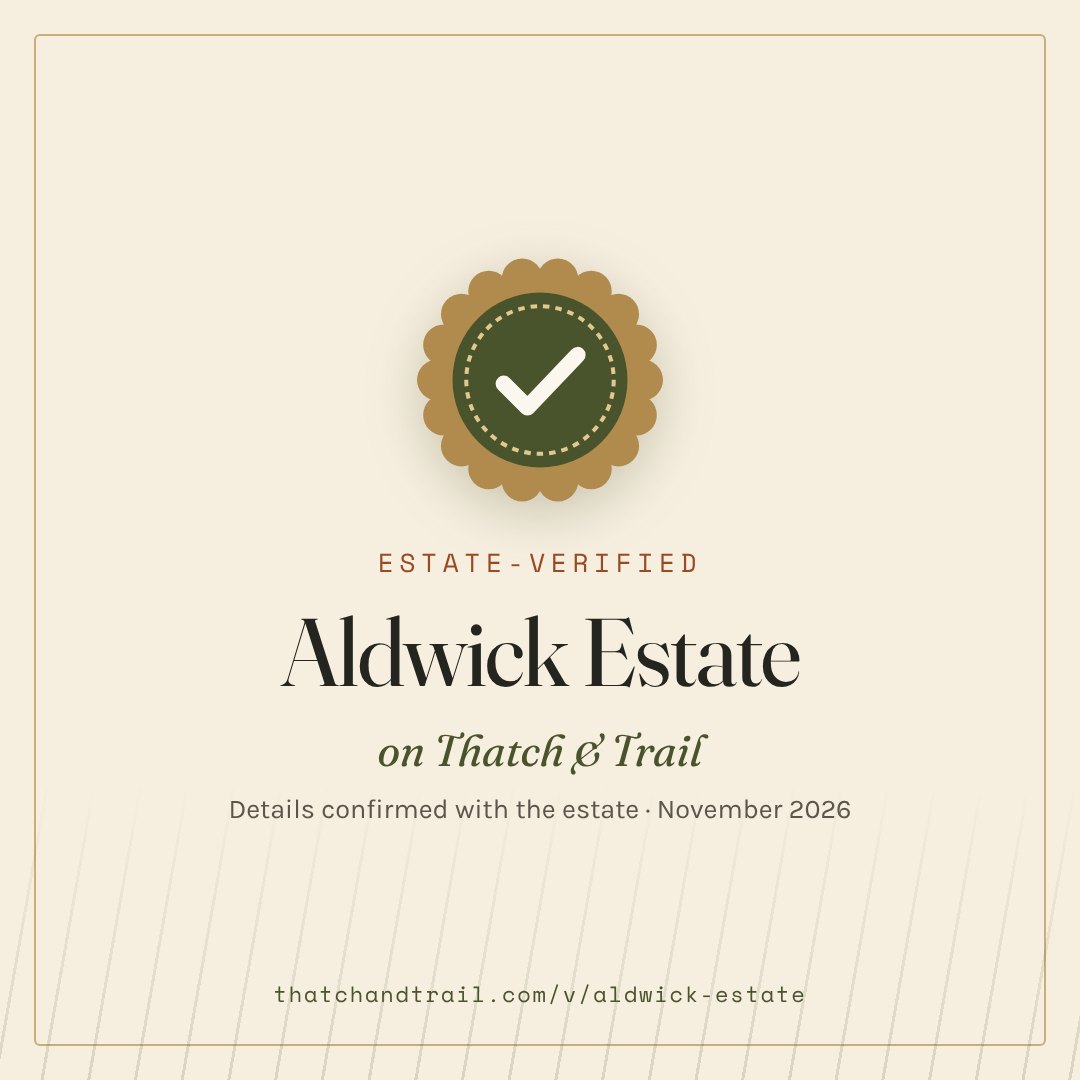 ESTATE-VERIFIED
Aldwick Estate
on Thatch & Trail
Details confirmed with the estate · November 2026
thatchandtrail.com/v/aldwick-estate